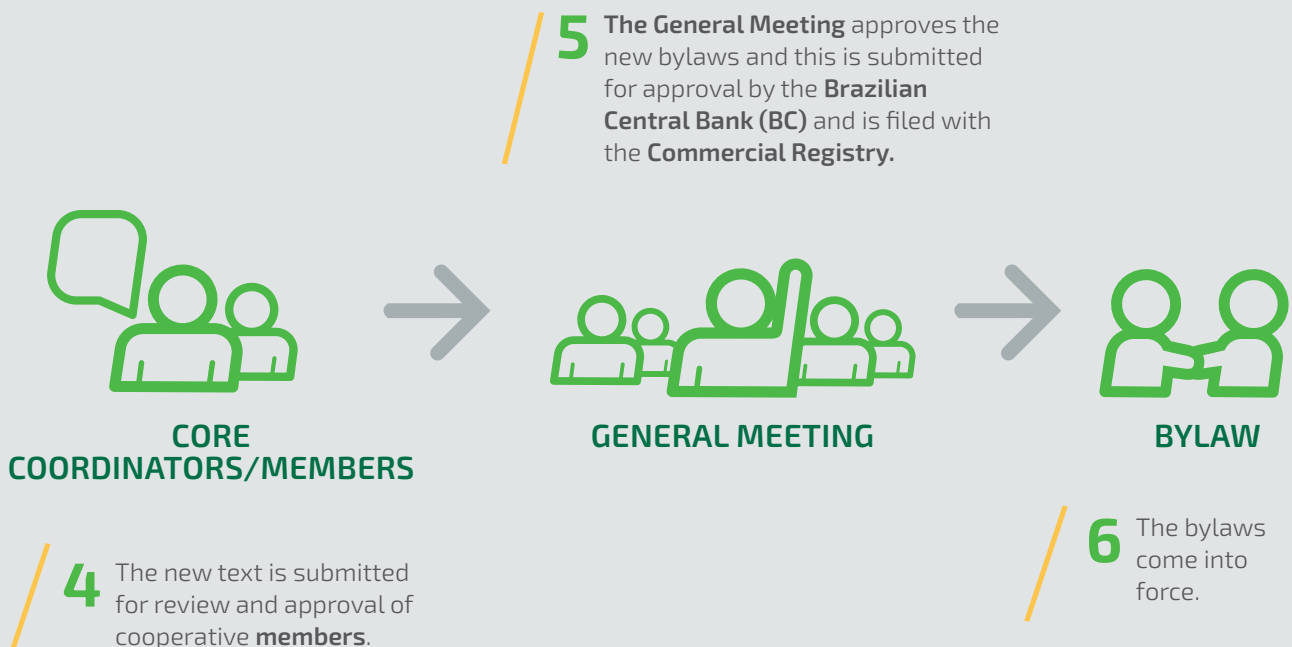 5 The General Meeting approves the
new bylaws and this is submitted
for approval by the Brazilian
Central Bank (BC) and is filed with
the Commercial Registry.
CORE
COORDINATORS/MEMBERS
GENERAL MEETING
BYLAW
4 The new text is submitted
for review and approval of
cooperative members.
6 The bylaws
come into
force.